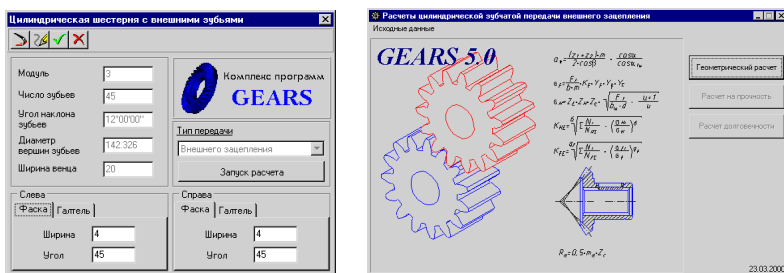 Цилиндрическая шестерня с внешними зубьями
Модуль 3
Число зубьев 45
Угол наклона зубьев 12°00'00"
Диаметр вершин зубьев 142.326
Ширина венца 20
Комплекс программ
GEARS
Тип передачи
Внешнего зацепления
Запуск расчета
Слева
Фаска Галтель
Ширина 4
Угол 45
Справа
Фаска Галтель
Ширина 4
Угол 45
Расчеты цилиндрической зубчатой передачи внешнего зацепления
Исходные данные
GEARS 5.0
Геометрический расчет
Расчет на прочность
Расчет долговечности
23.03.200